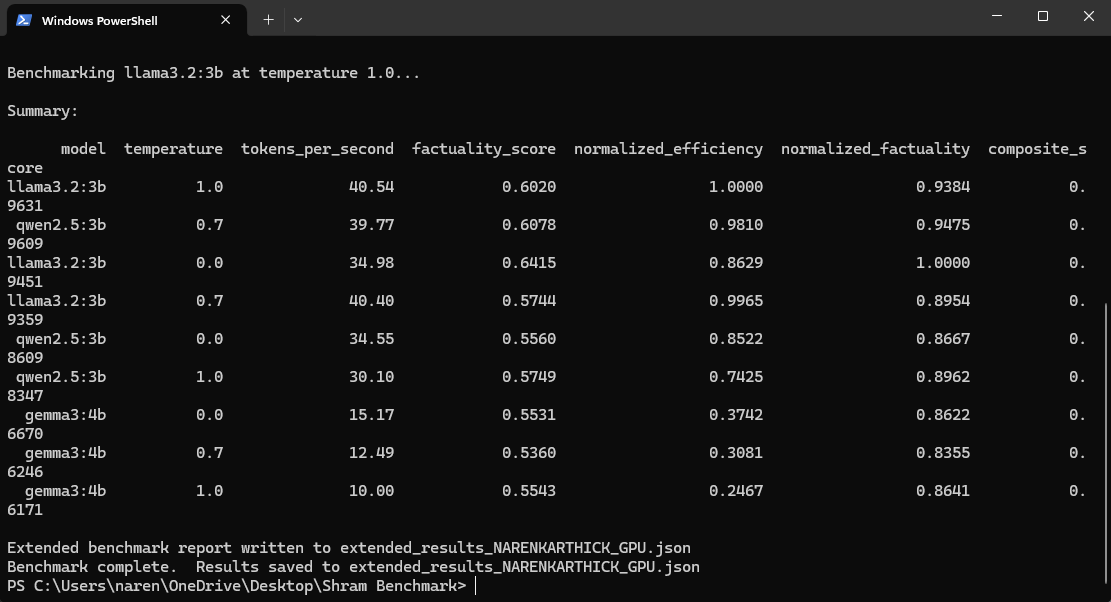 Windows PowerShell
Benchmarking llama3.2:3b at temperature 1.0...
Summary:
model temperature tokens_per_second factuality_score normalized_efficiency normalized_factuality composite_s
core
llama3.2:3b 1.0 40.54 0.6020 1.0000 0.9384 0.
9631
qwen2.5:3b 0.7 39.77 0.6078 0.9810 0.9475 0.
9609
llama3.2:3b 0.0 34.98 0.6415 0.8629 1.0000 0.
9451
llama3.2:3b 0.7 40.40 0.5744 0.9965 0.8954 0.
9359
qwen2.5:3b 0.0 34.55 0.5560 0.8522 0.8667 0.
8609
qwen2.5:3b 1.0 30.10 0.5749 0.7425 0.8962 0.
8347
gemma3:4b 0.0 15.17 0.5531 0.3742 0.8622 0.
6670
gemma3:4b 0.7 12.49 0.5360 0.3081 0.8355 0.
6246
gemma3:4b 1.0 10.00 0.5543 0.2467 0.8641 0.
6171
Extended benchmark report written to extended_results_NARENKARTHICK_GPU.json
Benchmark complete.  Results saved to extended_results_NARENKARTHICK_GPU.json
PS C:\Users\naren\OneDrive\Desktop\Shram Benchmark>